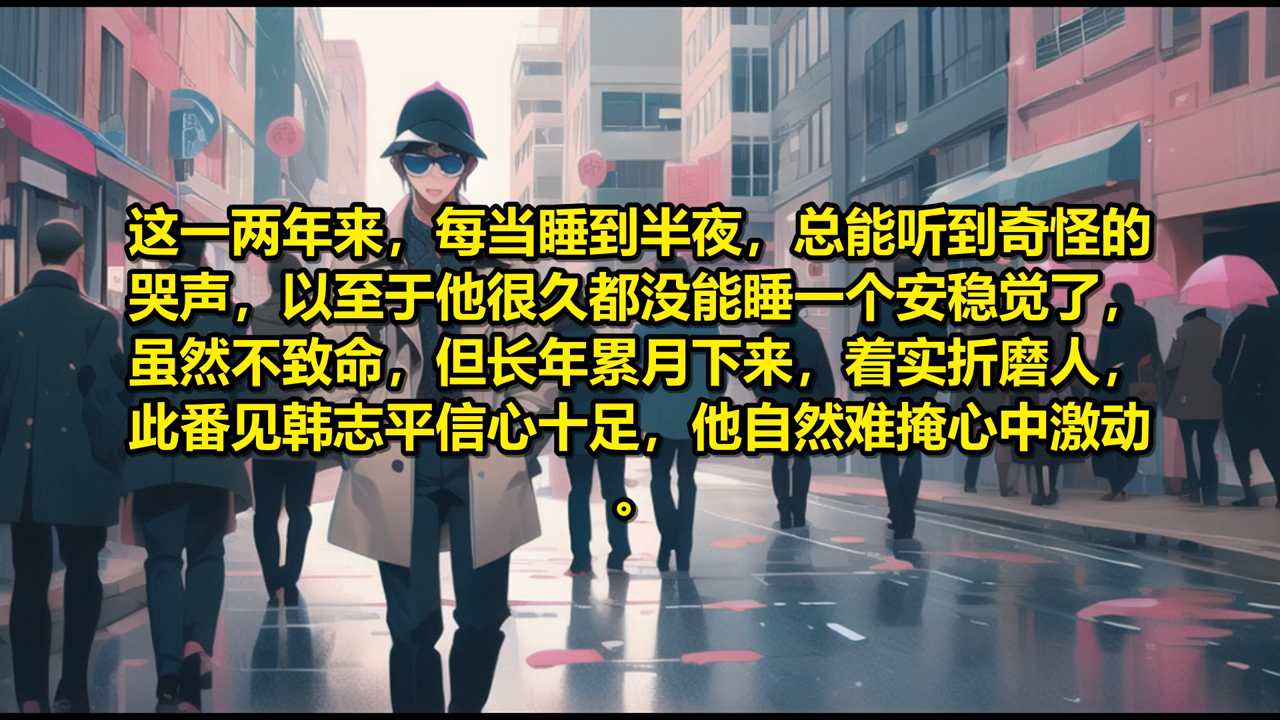 这一两年来，每当睡到半夜，总能听到奇怪的
哭声，以至于他很久都没能睡一个安稳觉了，
虽然不致命，但长年累月下来，着实折磨人，
此番见韩志平信心十足，他自然难掩心中激动
。